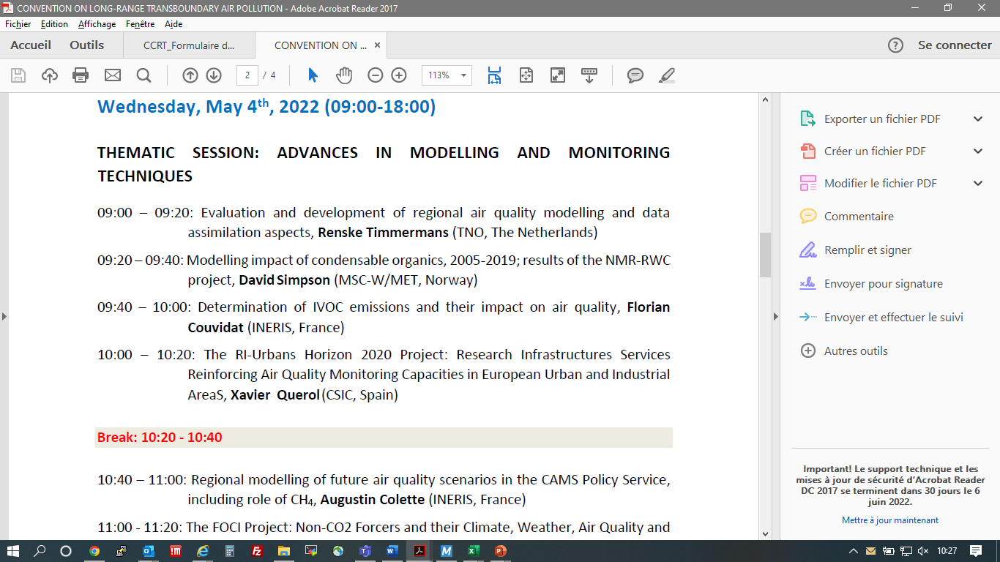 CONVENTION ON LONG-RANGE TRANSBOUNDARY AIR POLLUTION - Adobe Acrobat Reader 2017
Fichier Edition Affichage Fenêtre Aide
Accueil Outils CCRT_Formulaire d... CONVENTION ON ... × ? Se connecter
2 / 4 113%
Wednesday, May 4th, 2022 (09:00-18:00)
THEMATIC SESSION: ADVANCES IN MODELLING AND MONITORING
TECHNIQUES
09:00 – 09:20: Evaluation and development of regional air quality modelling and data
assimilation aspects, Renske Timmermans (TNO, The Netherlands)
09:20 – 09:40: Modelling impact of condensable organics, 2005-2019; results of the NMR-RWC
project, David Simpson (MSC-W/MET, Norway)
09:40 – 10:00: Determination of IVOC emissions and their impact on air quality, Florian
Couvidat (INERIS, France)
10:00 – 10:20: The RI-Urbans Horizon 2020 Project: Research Infrastructures Services
Reinforcing Air Quality Monitoring Capacities in European Urban and Industrial
AreaS, Xavier Querol (CSIC, Spain)
Break: 10:20 - 10:40
10:40 – 11:00: Regional modelling of future air quality scenarios in the CAMS Policy Service,
including role of CH4, Augustin Colette (INERIS, France)
11:00 - 11:20: The FOCI Project: Non-CO2 Forcers and their Climate, Weather, Air Quality and
Exporter un fichier PDF
Créer un fichier PDF
Modifier le fichier PDF
Commentaire
Remplir et signer
Envoyer pour signature
Envoyer et effectuer le suivi
Autres outils
Important! Le support technique et les
mises à jour de sécurité d’Acrobat Reader
DC 2017 se terminent dans 30 jours le 6
juin 2022.
Mettre à jour maintenant
10:27